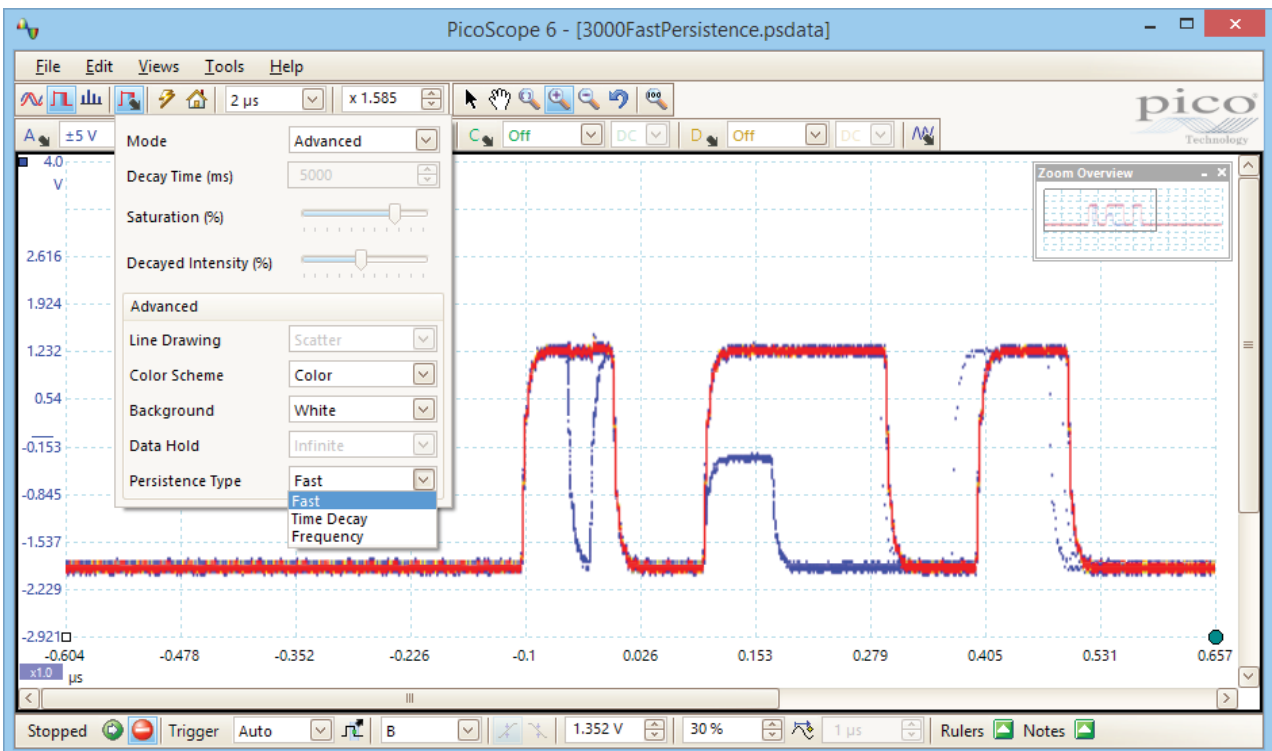 PicoScope 6 - [3000FastPersistence.psdata]
File Edit Views Tools Help
2 µs x 1.585
pico
Technology
A ±5 V C Off DC D Off DC
Mode Advanced
Decay Time (ms) 5000
Saturation (%)
Decayed Intensity (%)
Advanced
Line Drawing Scatter
Color Scheme Color
Background White
Data Hold Infinite
Persistence Type Fast
Fast
Time Decay
Frequency
Zoom Overview
4.0
V
2.616
1.924
1.232
0.54
-0.153
-0.845
-1.537
-2.229
-2.921
-0.604 -0.478 -0.352 -0.226 -0.1 0.026 0.153 0.279 0.405 0.531 0.657
x1.0 µs
Stopped Trigger Auto B 1.352 V 30 % 1 µs Rulers Notes